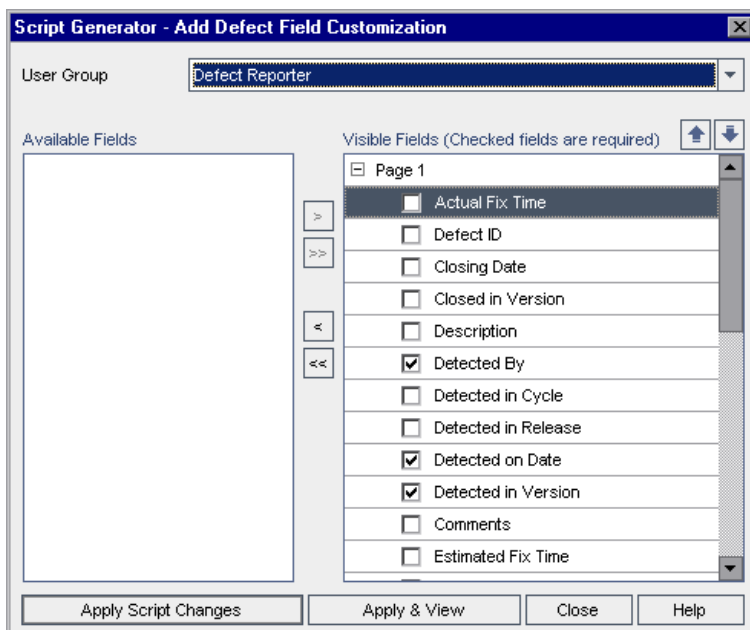 Script Generator - Add Defect Field Customization
User Group
Defect Reporter
Available Fields
Visible Fields (Checked fields are required)
Page 1
Actual Fix Time
Defect ID
Closing Date
Closed in Version
Description
Detected By
Detected in Cycle
Detected in Release
Detected on Date
Detected in Version
Comments
Estimated Fix Time
>
>>
<
<<
Apply Script Changes
Apply & View
Close
Help